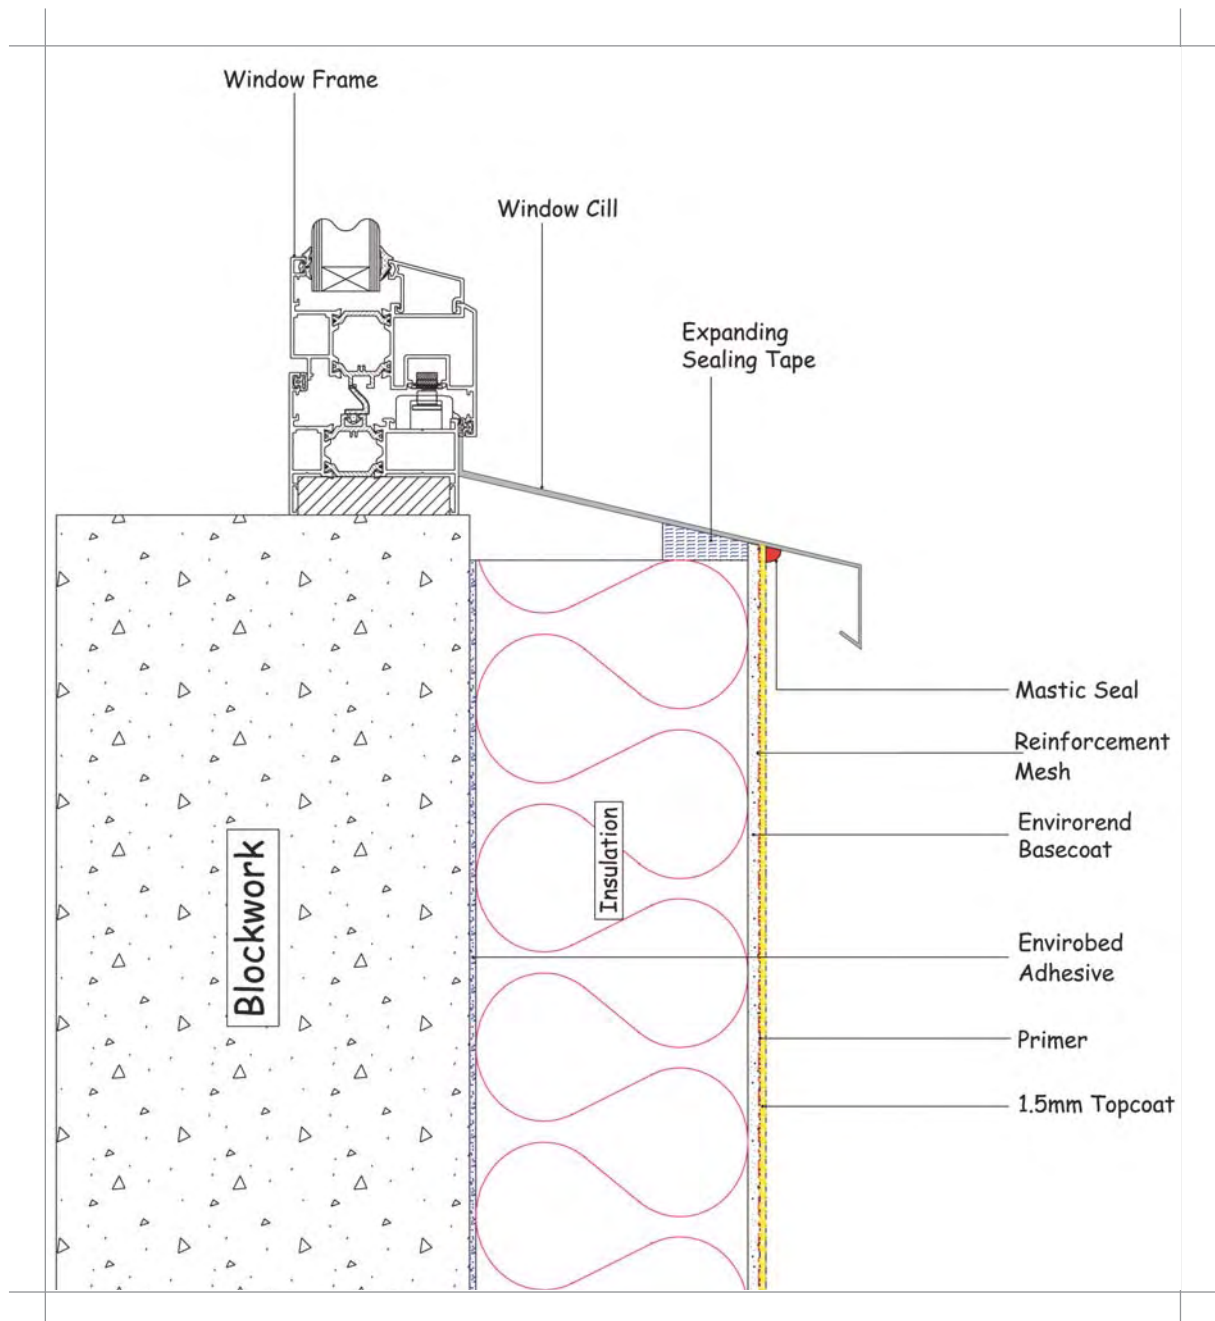 Window Frame
Window Cill
Expanding
Sealing Tape
Mastic Seal
Reinforcement
Mesh
Envirorend
Basecoat
Envirobed
Adhesive
Primer
1.5mm Topcoat
Blockwork
Insulation